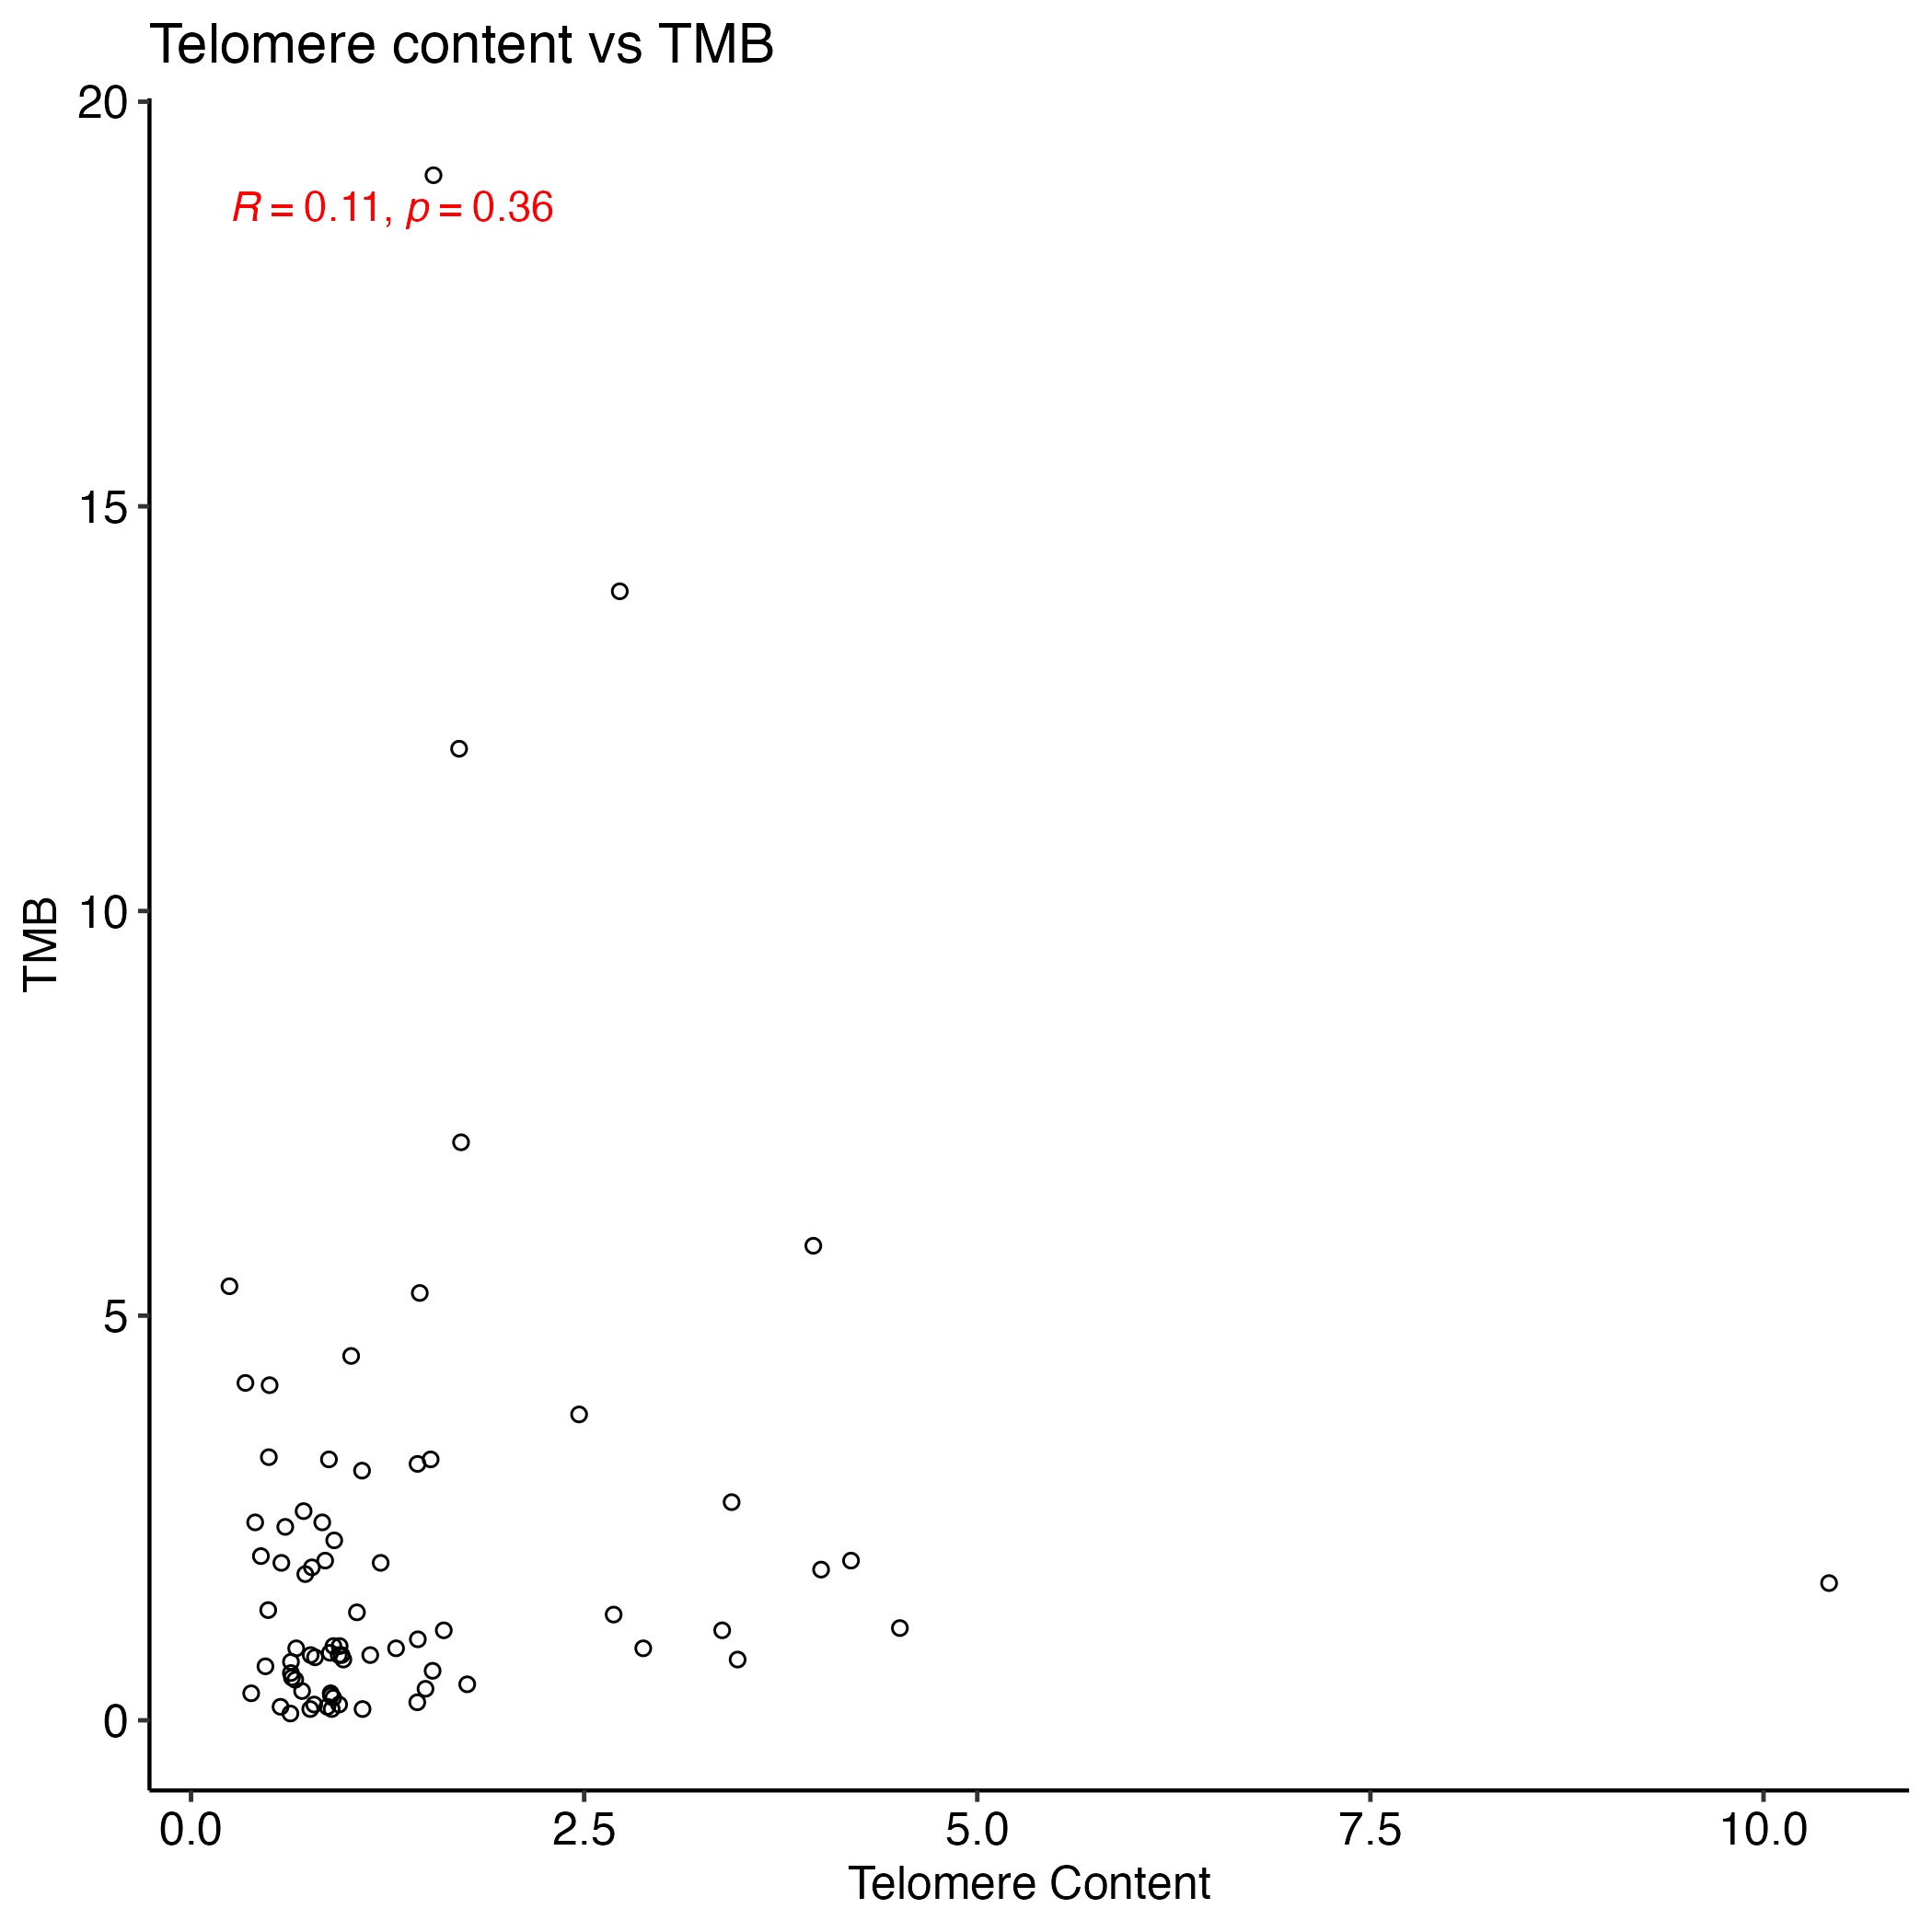 Telomere content vs TMB
20
R = 0.11, p = 0.36
15
10
TMB
5
0
0.0 2.5 5.0 7.5 10.0
Telomere Content